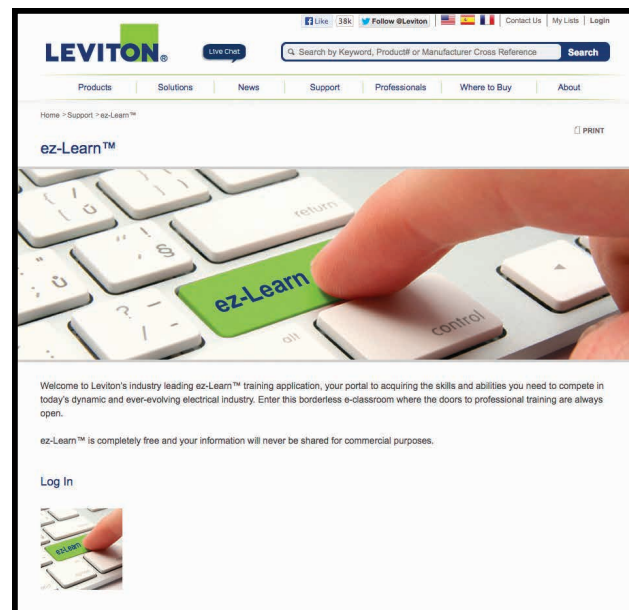 Like 38k Follow @Leviton Contact Us My Lists Login
LEVITON®
Live Chat
Search by Keyword, Product# or Manufacturer Cross Reference
Search
Products Solutions News Support Professionals Where to Buy About
Home > Support > ez-Learn™
PRINT
ez-Learn™
return
ez-Learn
control
Welcome to Leviton's industry leading ez-Learn™ training application, your portal to acquiring the skills and abilities you need to compete in
today's dynamic and ever-evolving electrical industry. Enter this borderless e-classroom where the doors to professional training are always
open.
ez-Learn™ is completely free and your information will never be shared for commercial purposes.
Log In
ez-Learn